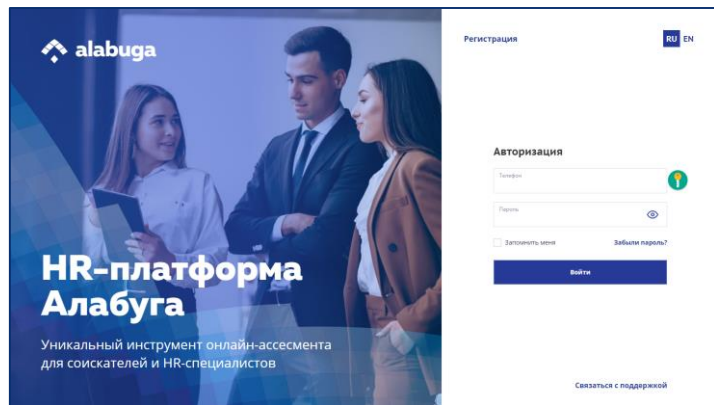 alabuga
HR-платформа
Алабуга
Уникальный инструмент онлайн-ассесмента
для соискателей и HR-специалистов
Регистрация
RU EN
Авторизация
Телефон
Пароль
Запомнить меня Забыли пароль?
Войти
Связаться с поддержкой